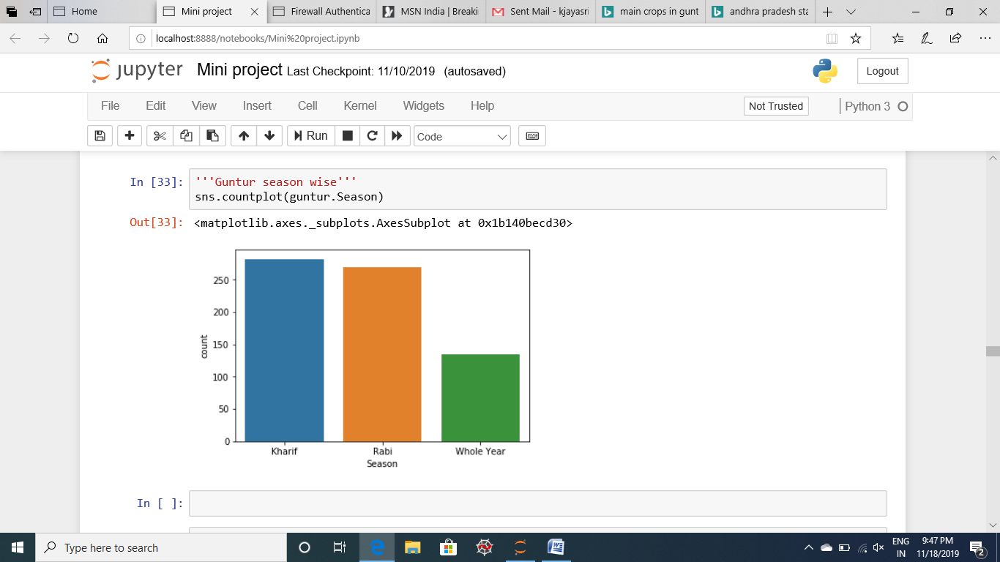 Home
Mini project
Firewall Authentica
MSN India | Breaki
Sent Mail - kjayasri
main crops in gunt
andhra pradesh sta
localhost:8888/notebooks/Mini%20project.ipynb
jupyter Mini project Last Checkpoint: 11/10/2019 (autosaved)
Logout
File Edit View Insert Cell Kernel Widgets Help
Not Trusted
Python 3
Run
Code
In [33]: '''Guntur season wise'''
sns.countplot(guntur.Season)
Out[33]: <matplotlib.axes._subplots.AxesSubplot at 0x1b140becd30>
250
200
150
100
50
0
count
Kharif Rabi Whole Year
Season
In [ ]:
Type here to search
ENG
IN
9:47 PM
11/18/2019
2